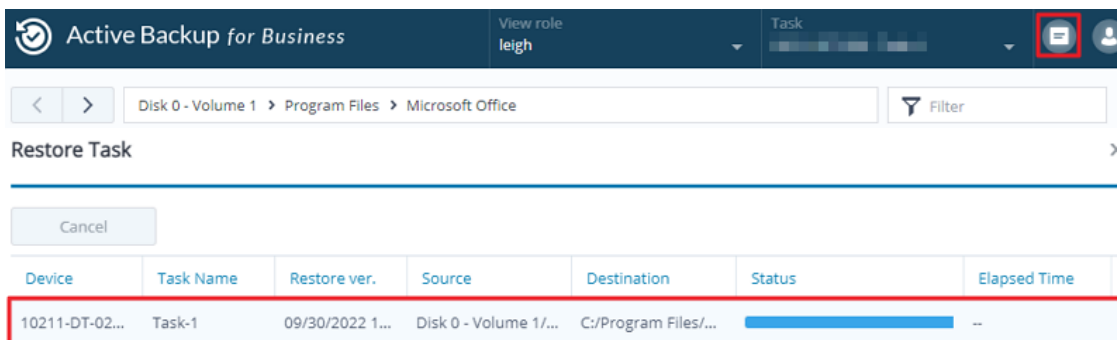 Active Backup for Business
View role
leigh
Task
Disk 0 - Volume 1 > Program Files > Microsoft Office
Filter
Restore Task
Cancel
Device Task Name Restore ver. Source Destination Status Elapsed Time
10211-DT-02... Task-1 09/30/2022 1... Disk 0 - Volume 1/... C:/Program Files/... --